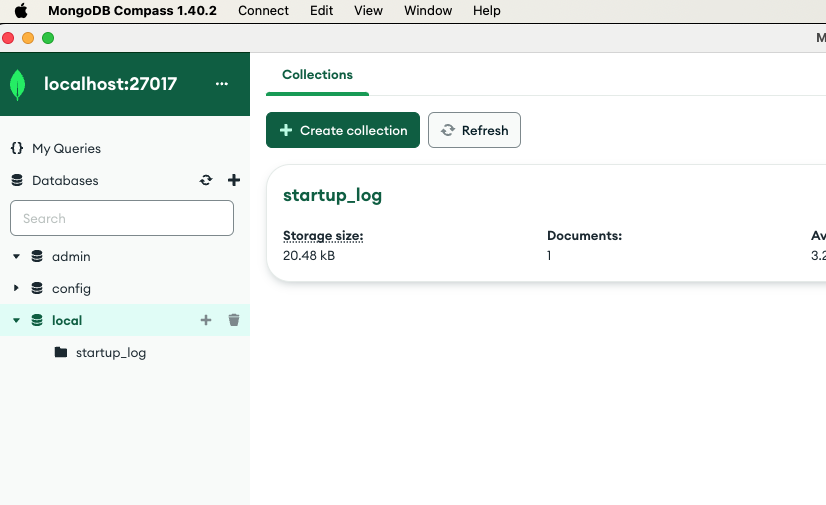 MongoDB Compass 1.40.2 Connect Edit View Window Help
M
localhost:27017 ...
{} My Queries
Databases
Search
admin
config
local
startup_log
Collections
Create collection Refresh
startup_log
Storage size: Documents: Av
20.48 kB 1 3.2